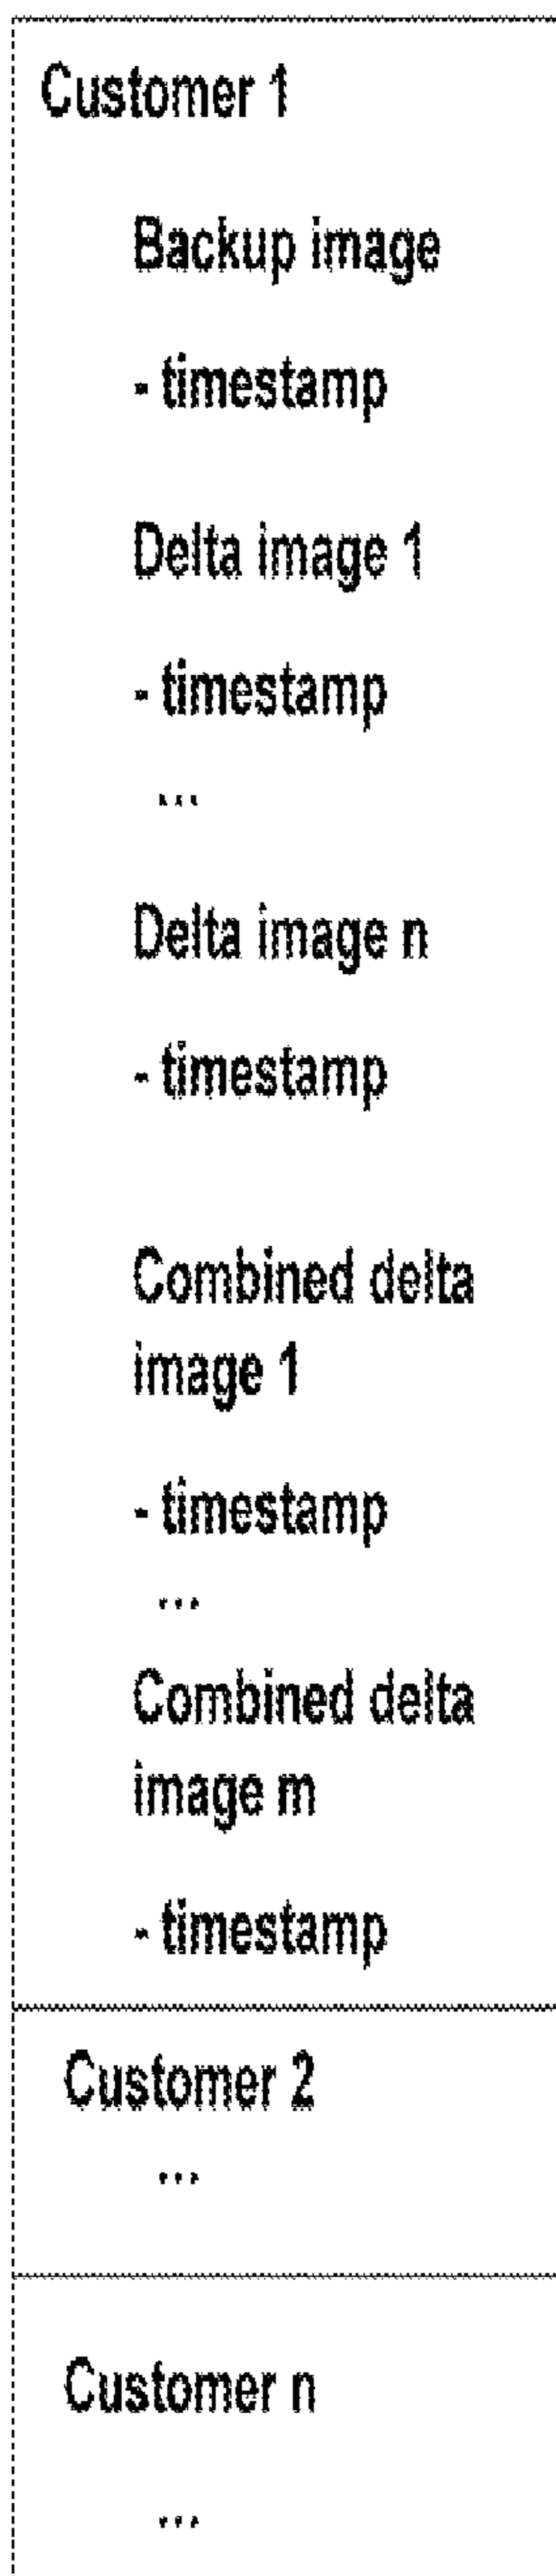 Customer 1
Backup image
- timestamp
Delta image 1
- timestamp
...
Delta image n
- timestamp
Combined delta
image 1
- timestamp
...
Combined delta
image m
- timestamp
Customer 2
...
Customer n
...